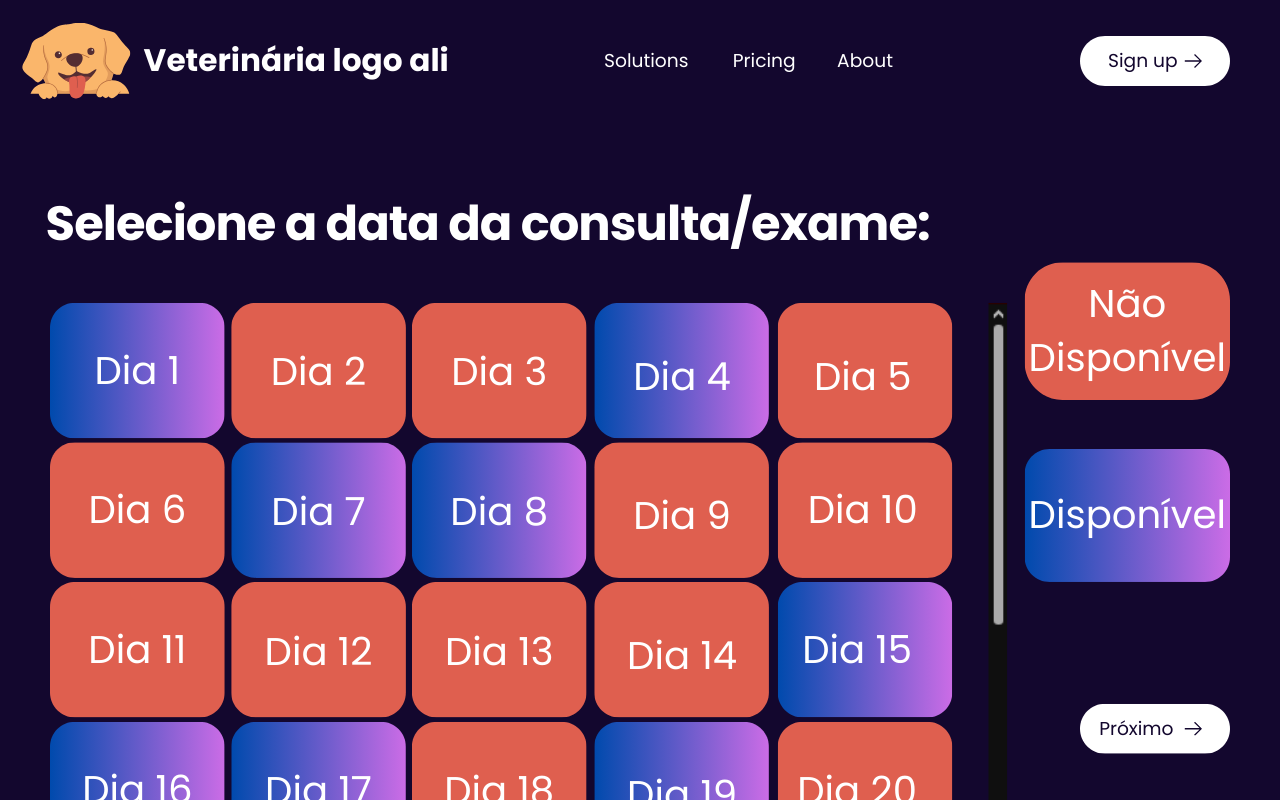 Veterinária logo ali
Solutions Pricing About
Sign up →
Selecione a data da consulta/exame:
Não
Disponível
Dia 1 Dia 2 Dia 3 Dia 4 Dia 5
Dia 6 Dia 7 Dia 8 Dia 9 Dia 10
Disponível
Dia 11 Dia 12 Dia 13 Dia 14 Dia 15
Próximo →
Dia 16 Dia 17 Dia 18 Dia 19 Dia 20